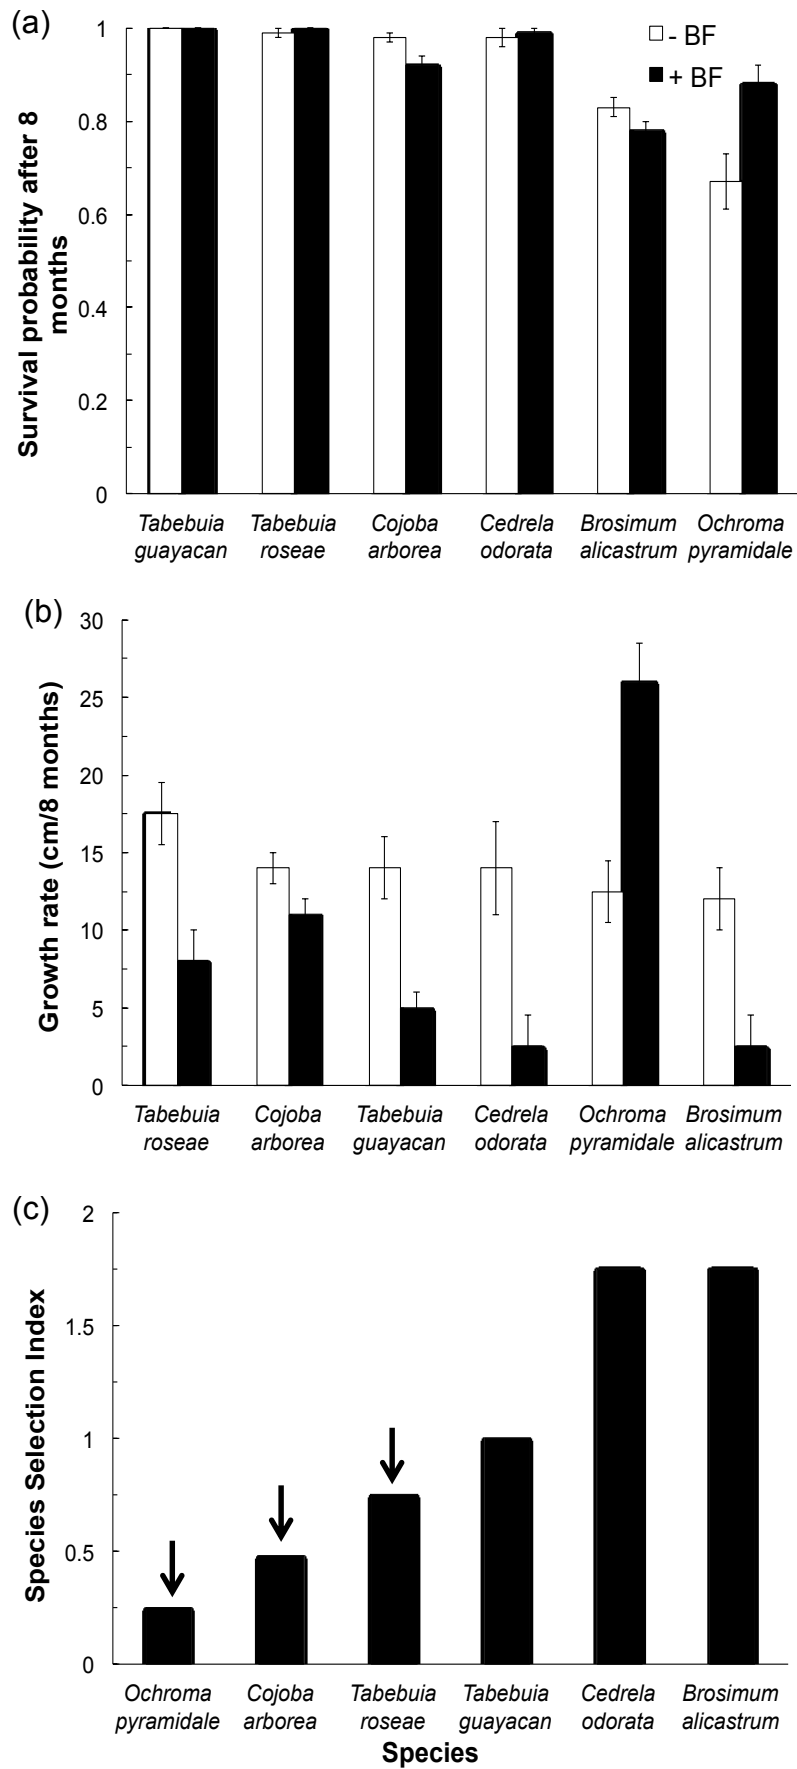 (a)
Survival probability after 8
months
1
0.8
0.6
0.4
0.2
0
- BF
+ BF
Tabebuia guayacan
Tabebuia roseae
Cojoba arborea
Cedrela odorata
Brosimum alicastrum
Ochroma pyramidale
(b)
Growth rate (cm/8 months)
30
25
20
15
10
5
0
Tabebuia roseae
Cojoba arborea
Tabebuia guayacan
Cedrela odorata
Ochroma pyramidale
Brosimum alicastrum
(c)
Species Selection Index
2
1.5
1
0.5
0
Ochroma pyramidale
Cojoba arborea
Tabebuia roseae
Tabebuia guayacan
Cedrela odorata
Brosimum alicastrum
Species